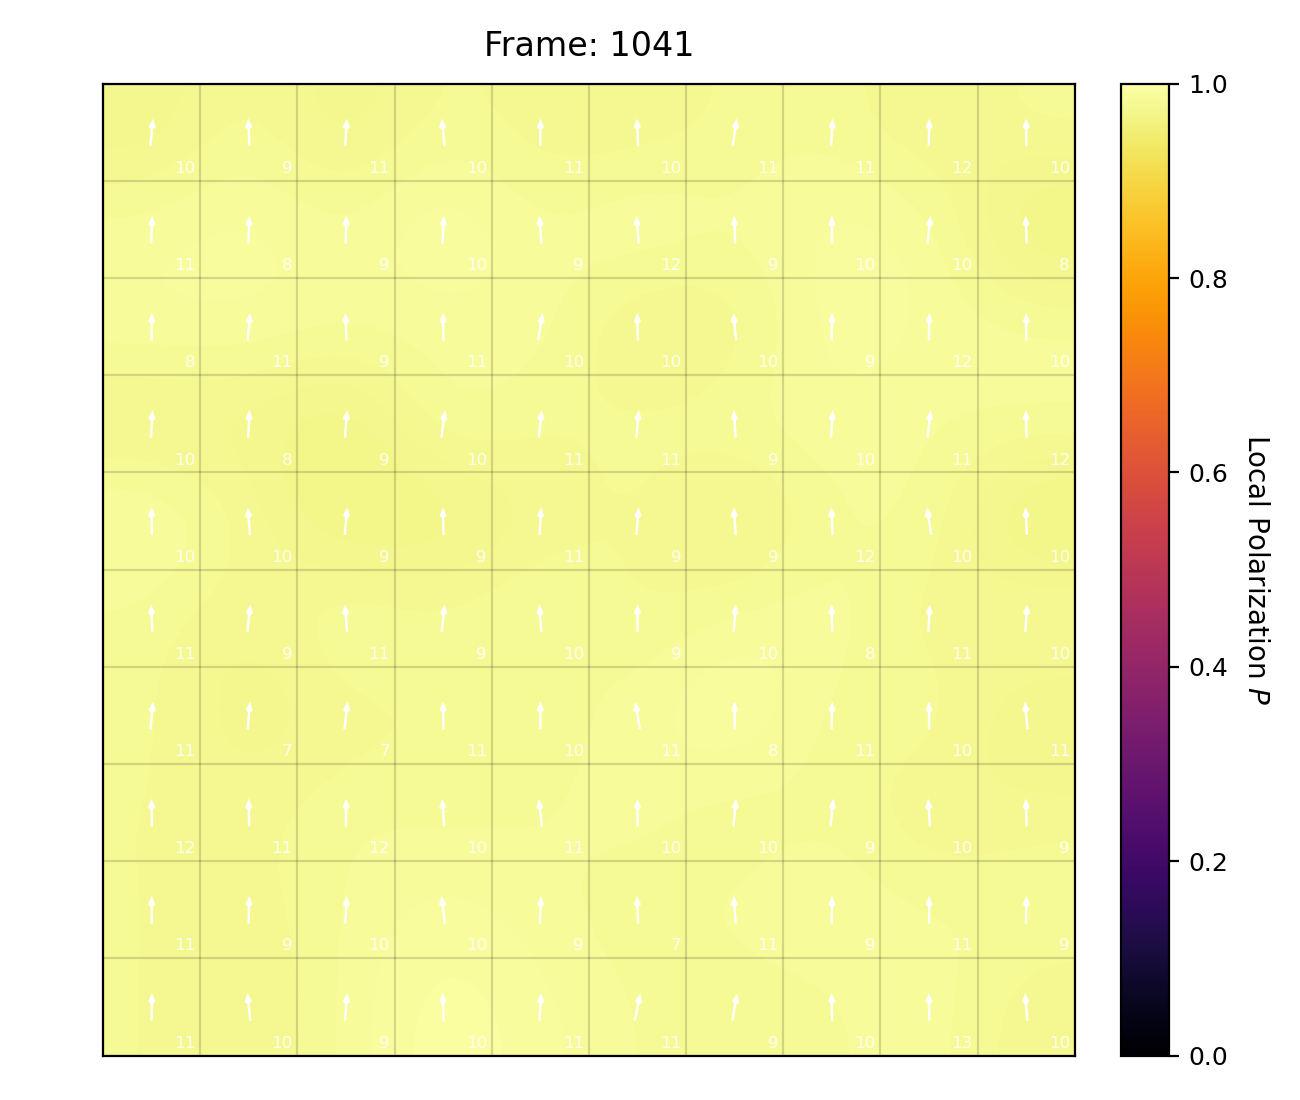 Frame: 1041
10 9 11 10 11 10 11 11 12 10
11 8 9 10 9 12 9 10 10 8
8 11 9 11 10 10 10 9 12 10
10 8 9 10 11 11 9 10 11 12
10 10 9 9 11 9 9 12 10 10
11 9 11 9 10 9 10 8 11 10
11 7 7 11 10 11 8 11 10 11
12 11 12 10 11 10 10 9 10 9
11 9 10 10 9 7 11 9 11 9
11 10 9 10 11 11 9 10 13 10
1.0
0.8
0.6
0.4
0.2
0.0
Local Polarization P